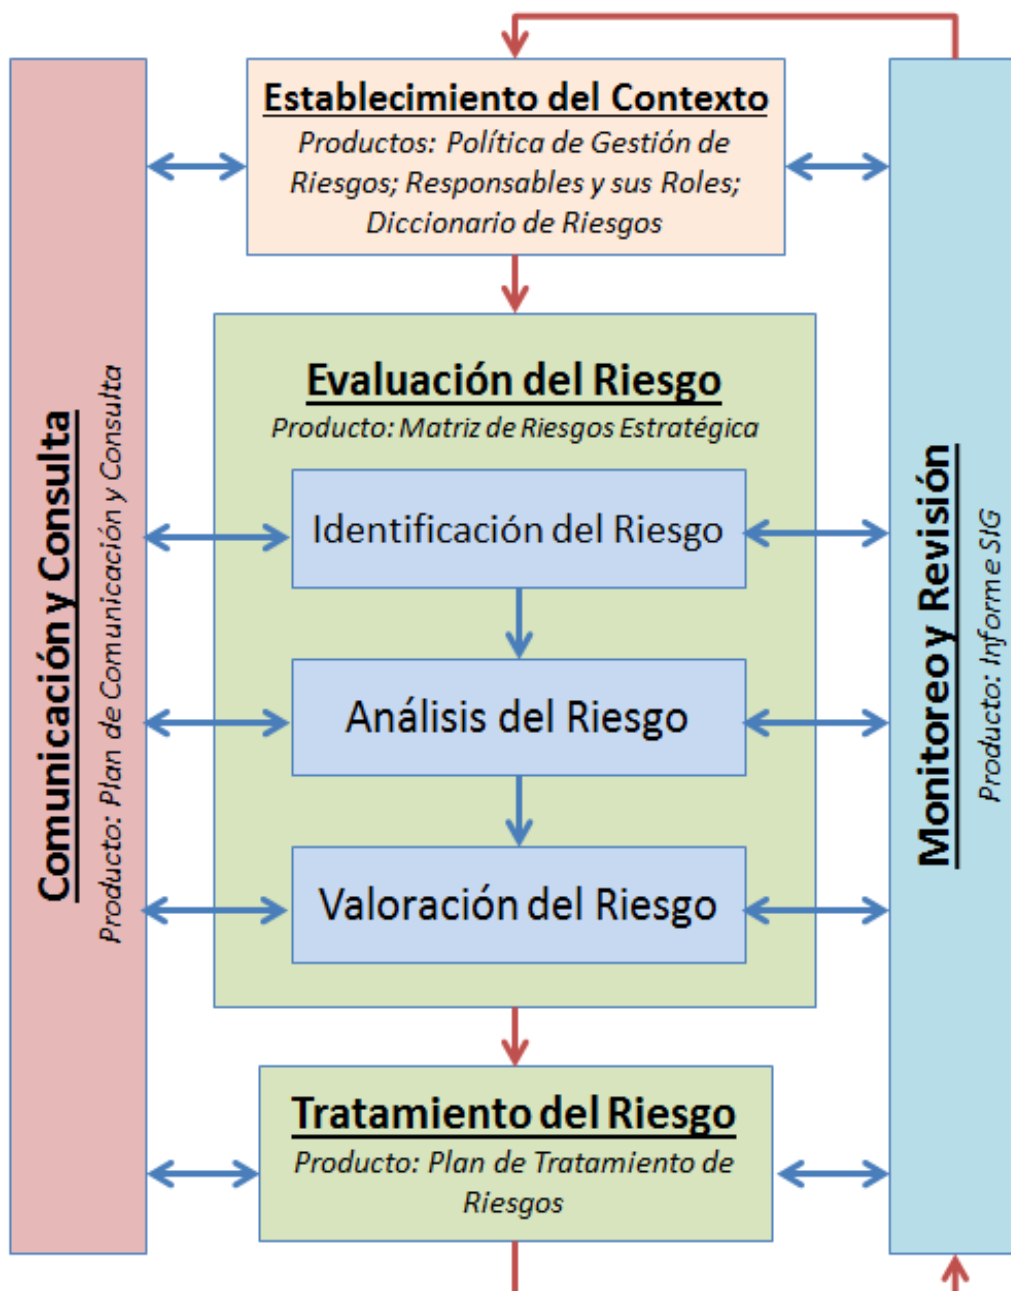 Establecimiento del Contexto
Productos: Política de Gestión de
Riesgos; Responsables y sus Roles;
Diccionario de Riesgos
Comunicación y Consulta
Producto: Plan de Comunicación y Consulta
Evaluación del Riesgo
Producto: Matriz de Riesgos Estratégica
Identificación del Riesgo
Análisis del Riesgo
Valoración del Riesgo
Monitoreo y Revisión
Producto: Informe SIG
Tratamiento del Riesgo
Producto: Plan de Tratamiento de
Riesgos